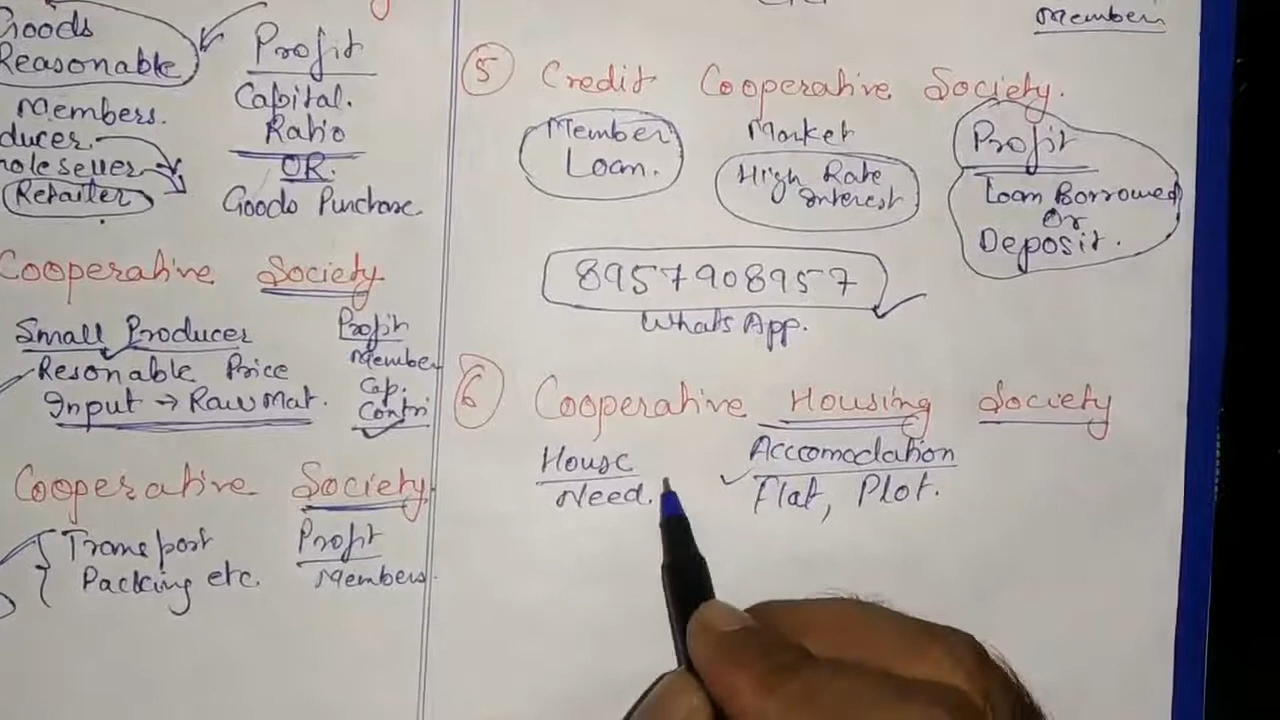 Goods
Reasonable
Members.
ducer.
holeseller
Retailer
Profit
Capital.
Ratio
OR
Goods Purchase.
Cooperative Society
Small Producer
Resonable Price
Input → Raw Mat.
Profit
Member
Cap.
Contri
Cooperative Society
Transport
Packing etc.
Profit
Members.
Member
5 Credit Cooperative Society.
Member
Loan.
Market
High Rate
Interest
Profit
Loan Borrowed
Or
Deposit.
8957908957
WhatsApp.
6 Cooperative Housing Society
House
Need.
Accomodation
Flat, Plot.